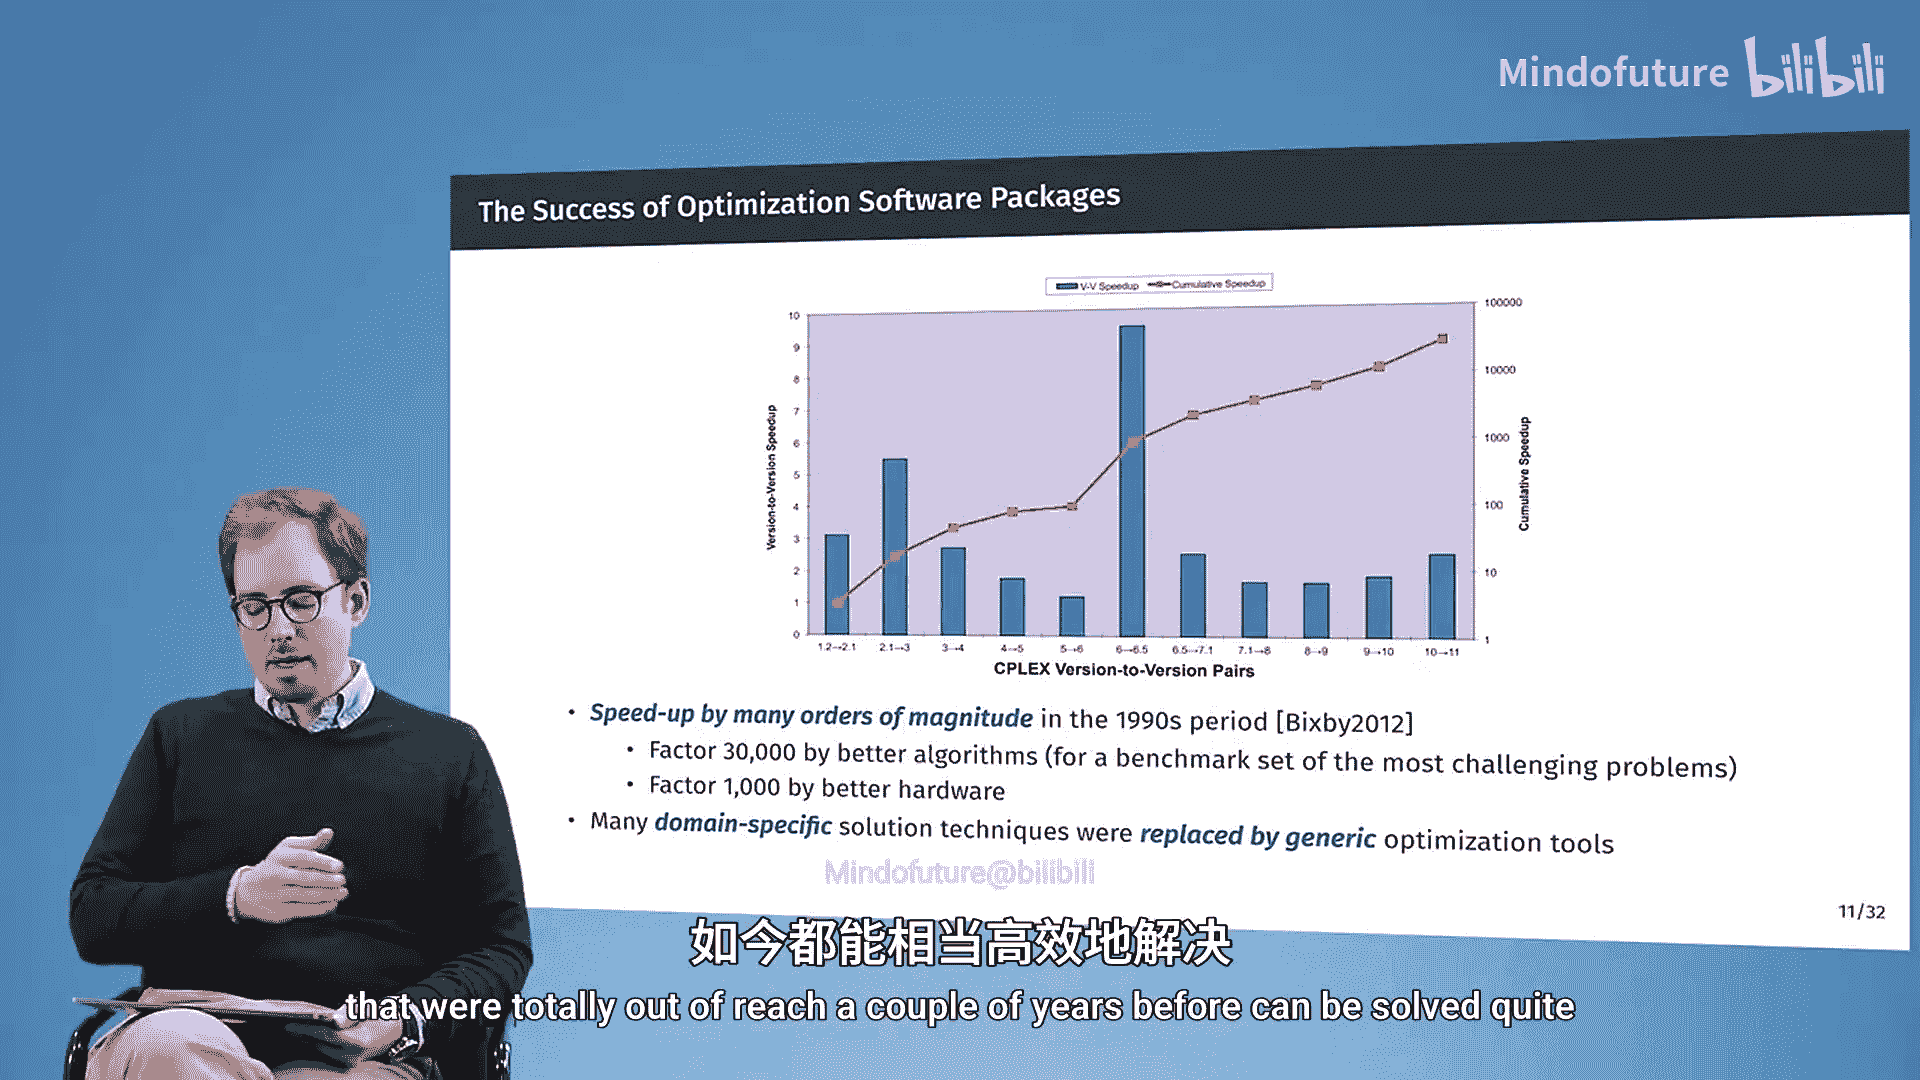 Mindofuture bilibili
The Success of Optimization Software Packages
V-V Speedup Cumulative Speedup
10
9
8
7
6
5
4
3
2
1
0
Version-to-Version Speedup
100000
10000
1000
100
10
1
Cumulative Speedup
1.2→2.1 2.1→3 3→4 4→5 5→6 6→6.5 6.5→7.1 7.1→8 8→9 9→10 10→11
CPLEX Version-to-Version Pairs
• Speed-up by many orders of magnitude in the 1990s period [Bixby2012]
• Factor 30,000 by better algorithms (for a benchmark set of the most challenging problems)
• Factor 1,000 by better hardware
• Many domain-specific solution techniques were replaced by generic optimization tools
Mindofuture@bilibili
11/32
如今都能相当高效地解决
that were totally out of reach a couple of years before can be solved quite